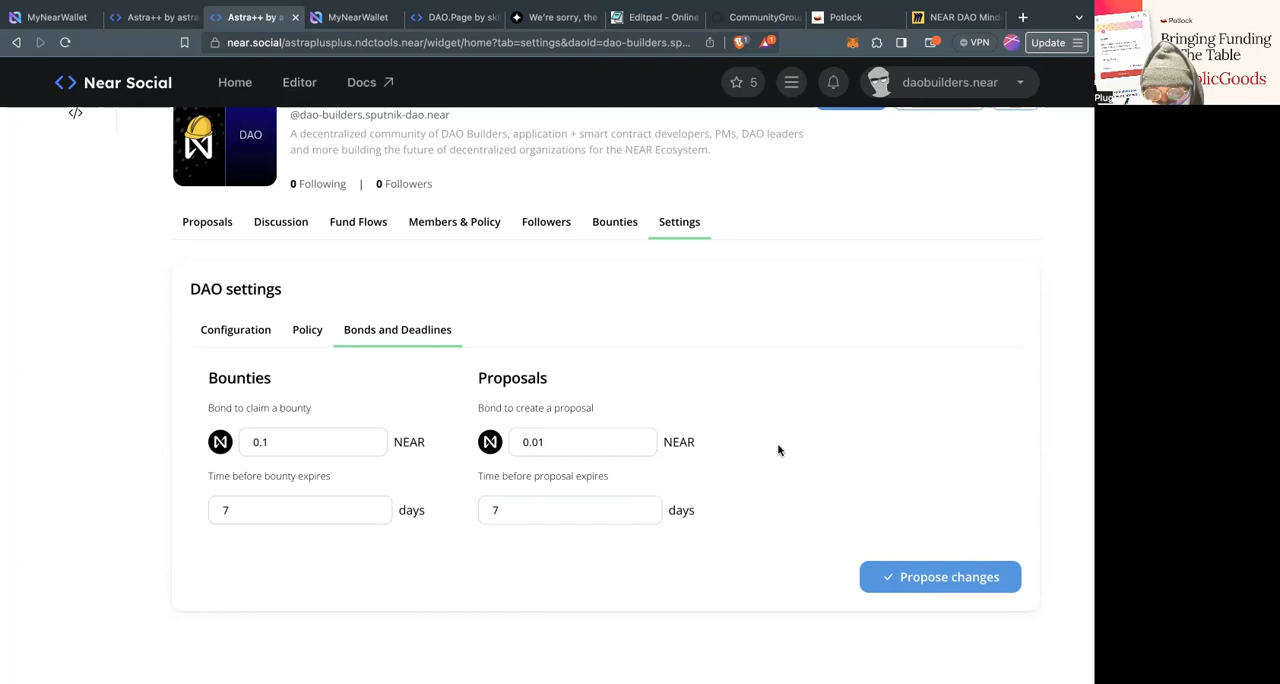 MyNearWallet
Astra++ by astra
Astra++ by a
MyNearWallet
DAO.Page by sk
We're sorry, the
Editpad - Online
CommunityGrou
Potlock
NEAR DAO Mind
near.social/astraplusplus.ndctools.near/widget/home?tab=settings&daoId=dao-builders.sp...
1
1
VPN
Update
Potlock
Bringing Funding
The Table
blicGoods
Near Social
Home
Editor
Docs
5
daobuilders.near
@dao-builders.sputnik-dao.near
DAO
A decentralized community of DAO Builders, application + smart contract developers, PMs, DAO leaders
and more building the future of decentralized organizations for the NEAR Ecosystem.
0 Following | 0 Followers
Proposals
Discussion
Fund Flows
Members & Policy
Followers
Bounties
Settings
DAO settings
Configuration
Policy
Bonds and Deadlines
Bounties
Bond to claim a bounty
0.1 NEAR
Time before bounty expires
7 days
Proposals
Bond to create a proposal
0.01 NEAR
Time before proposal expires
7 days
Propose changes